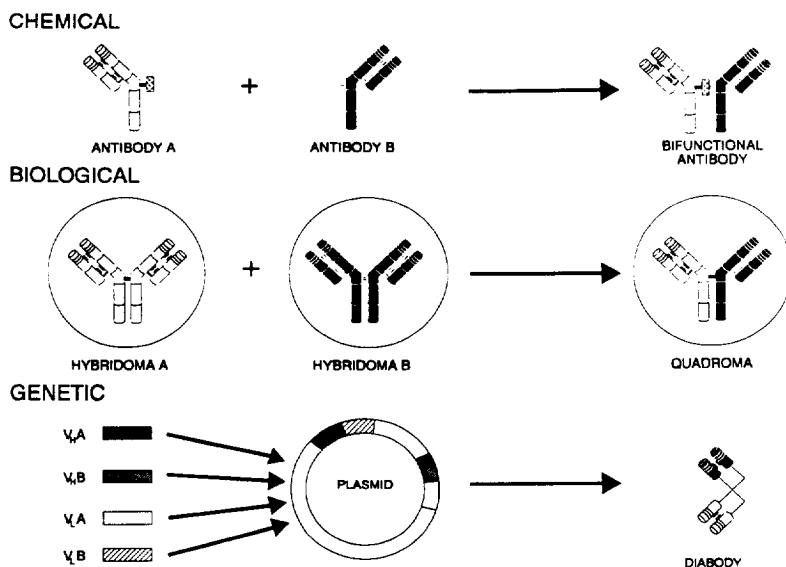 CHEMICAL
+
ANTIBODY A
ANTIBODY B
BIFUNCTIONAL
ANTIBODY
BIOLOGICAL
+
HYBRIDOMA A
HYBRIDOMA B
QUADROMA
GENETIC
VHA
VHB
VLA
VLB
PLASMID
DIABODY